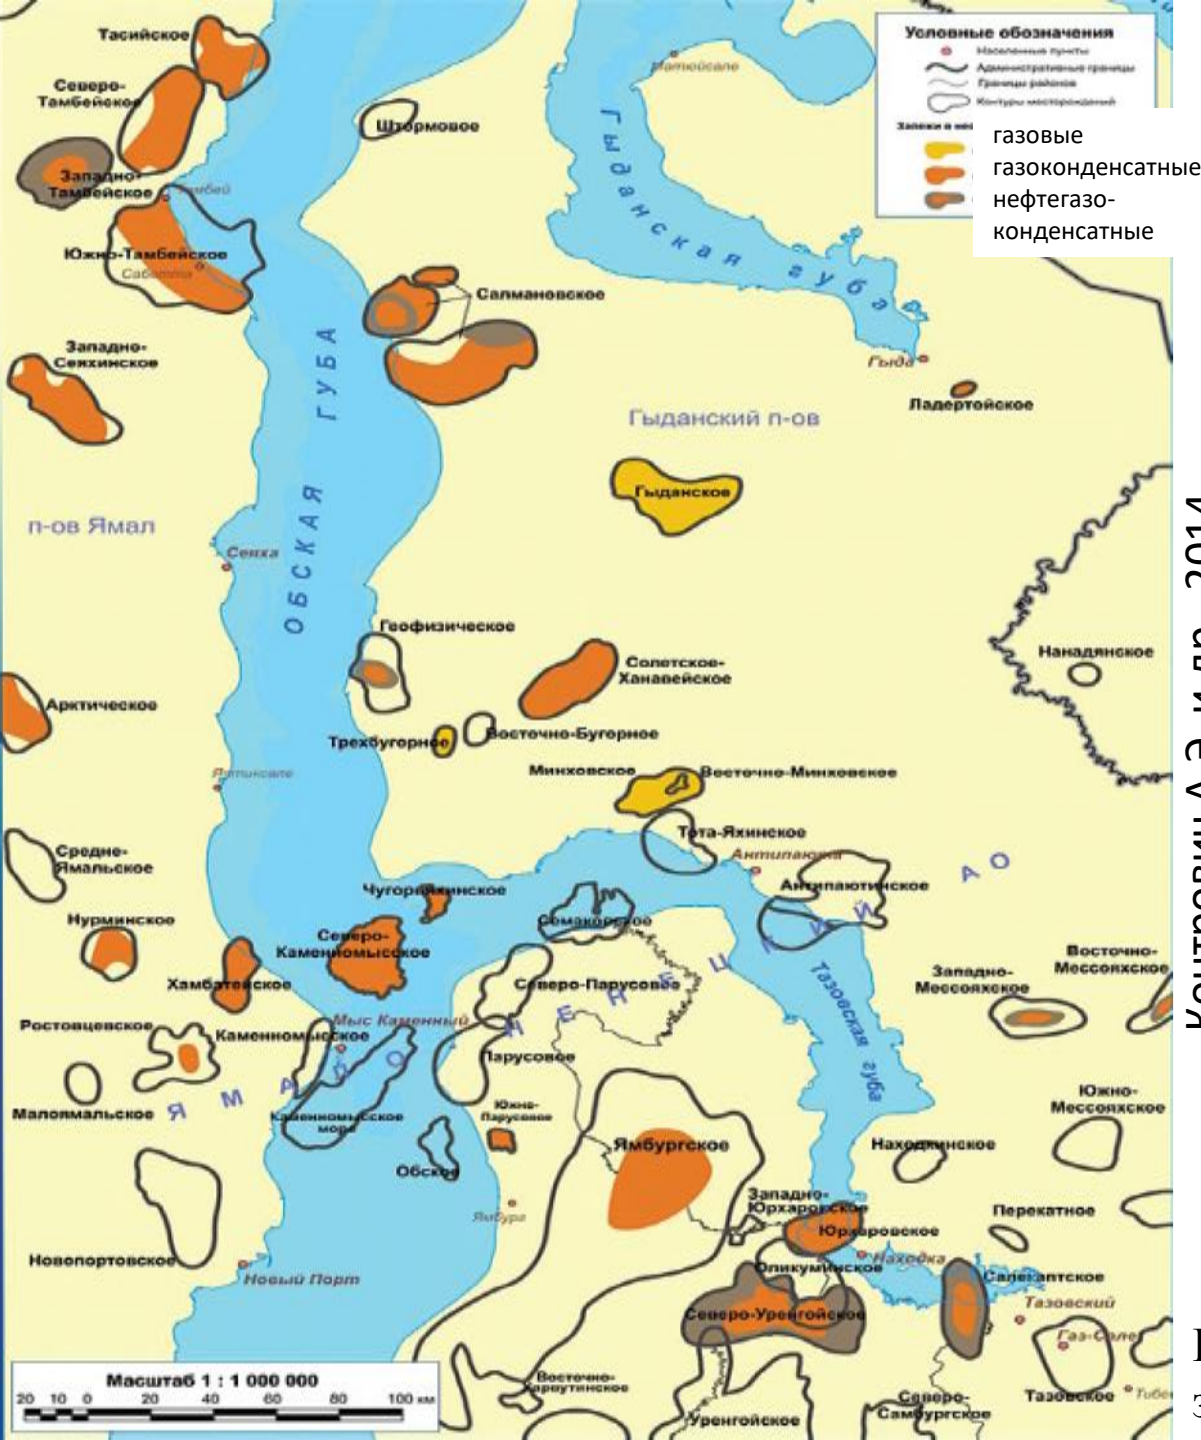 Тасийское
Северо-
Тамбейское
Западно-
Тамбейское
Тамбей
Южно-Тамбейское
Сабетта
Штормовое
Салмановское
Западно-
Сеяхинское
ОБСКАЯ ГУБА
Гыданская губа
Условные обозначения
Населенные пункты
Административные границы
Границы районов
Контуры месторождений
Залежи в
газовые
газоконденсатные
нефтегазо-
конденсатные
Гыда
Ладертойское
Гыданский п-ов
Гыданское
п-ов Ямал
Сеяха
Геофизическое
Солетское-
Ханавейское
Нанадянское
Арктическое
Трехбугорное
Восточно-Бугорное
Минховское
Восточно-Минховское
Яптиксале
Тота-Яхинское
Антипаюта
Антипаютинское
Средне-
Ямальское
Чугорьяхинское
Семаковское
Нурминское
Северо-
Каменномысское
Хамбатейское
Северо-Парусовое
Тазовская губа
Западно-
Мессояхское
Восточно-
Мессояхское
Ростовцевское
Каменномысское
Мыс Каменный
Парусовое
ЯМАЛО НЕНЕЦКИЙ АО
Малоямальское
Каменномысское
море
Южно-
Парусовое
Обское
Ямбургское
Южно-
Мессояхское
Находкинское
Ямбург
Западно-
Юрхаровское
Юрхаровское
Перекатное
Новопортовское
Новый Порт
Находка
Оликуминское
Салекаптское
Северо-Уренгойское
Тазовский
Газ-Сале
Масштаб 1 : 1 000 000
20 10 0 20 40 60 80 100 км
Восточно-
Харвутинское
Уренгойское
Северо-
Самбургское
Тазовское
2014